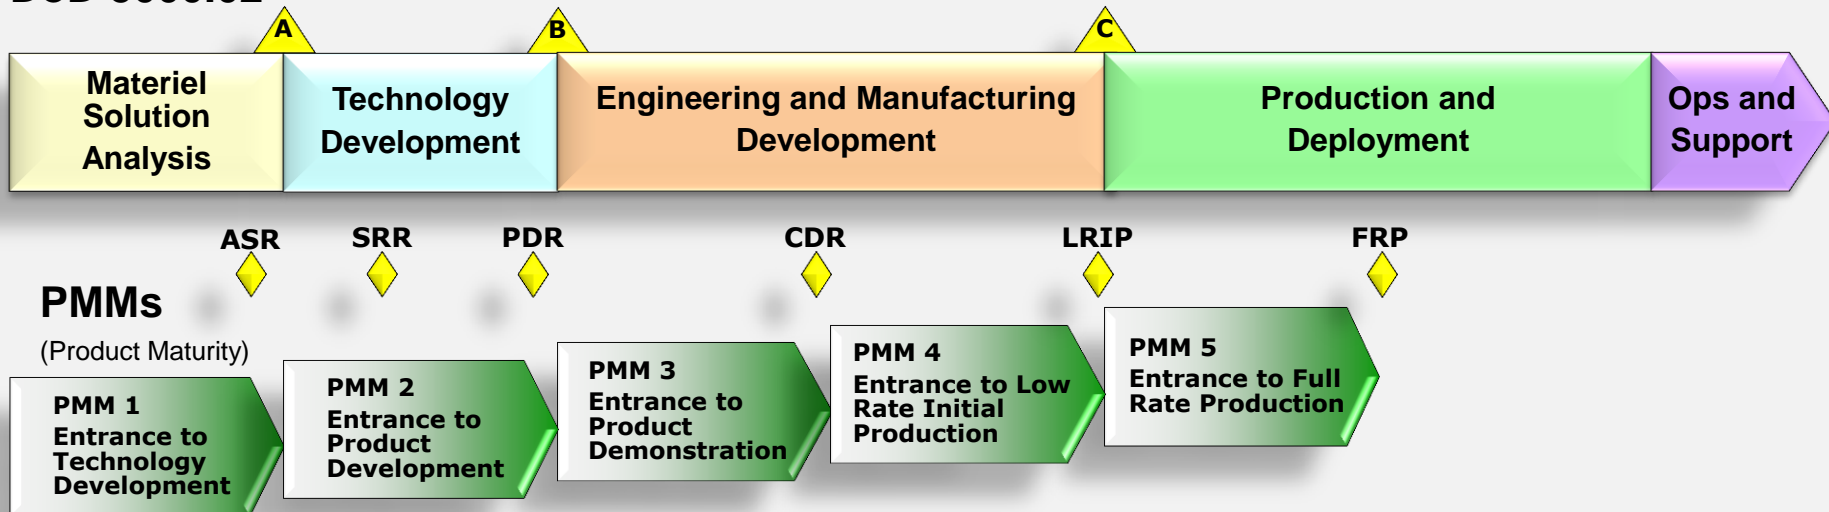 A
B
C
Materiel
Solution
Analysis
Technology
Development
Engineering and Manufacturing
Development
Production and
Deployment
Ops and
Support
ASR
SRR
PDR
CDR
LRIP
FRP
PMMs
(Product Maturity)
PMM 1
Entrance to
Technology
Development
PMM 2
Entrance to
Product
Development
PMM 3
Entrance to
Product
Demonstration
PMM 4
Entrance to Low
Rate Initial
Production
PMM 5
Entrance to Full
Rate Production